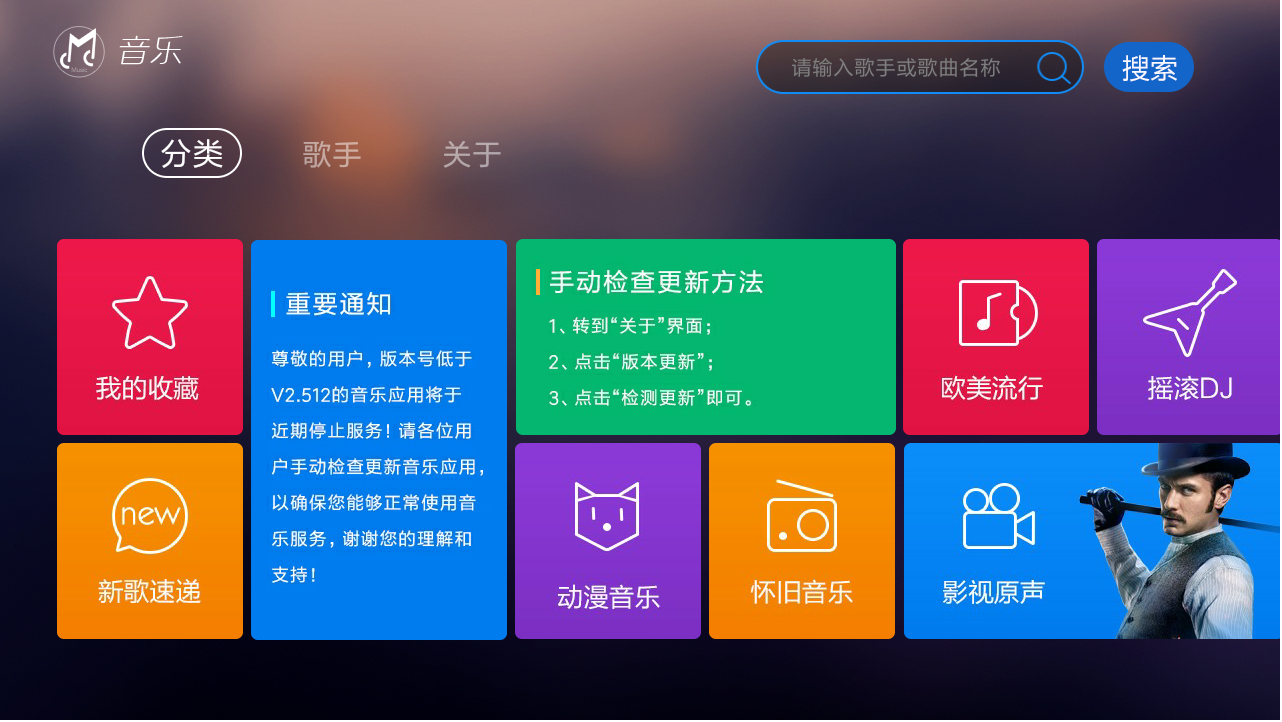 音乐
Music
请输入歌手或歌曲名称
搜索
分类
歌手
关于
我的收藏
重要通知
尊敬的用户，版本号低于
V2.512的音乐应用将于
近期停止服务！请各位用
户手动检查更新音乐应用，
以确保您能够正常使用音
乐服务，谢谢您的理解和
支持！
手动检查更新方法
1、转到“关于”界面；
2、点击“版本更新”；
3、点击“检测更新”即可。
欧美流行
摇滚DJ
new
新歌速递
动漫音乐
怀旧音乐
影视原声